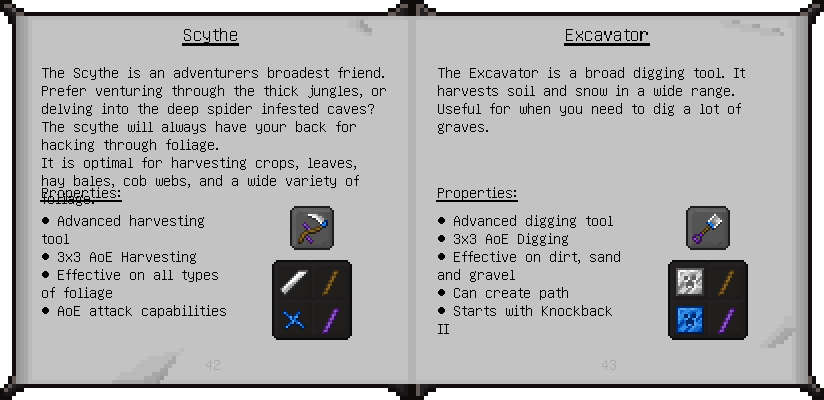 Scythe
The Scythe is an adventurers broadest friend.
Prefer venturing through the thick jungles, or
delving into the deep spider infested caves?
The scythe will always have your back for
hacking through foliage.
It is optimal for harvesting crops, leaves,
hay bales, cob webs, and a wide variety of
foliage.
Properties:
• Advanced harvesting
tool
• 3x3 AoE Harvesting
• Effective on all types
of foliage
• AoE attack capabilities
42
Excavator
The Excavator is a broad digging tool. It
harvests soil and snow in a wide range.
Useful for when you need to dig a lot of
graves.
Properties:
• Advanced digging tool
• 3x3 AoE Digging
• Effective on dirt, sand
and gravel
• Can create path
• Starts with Knockback
II
43